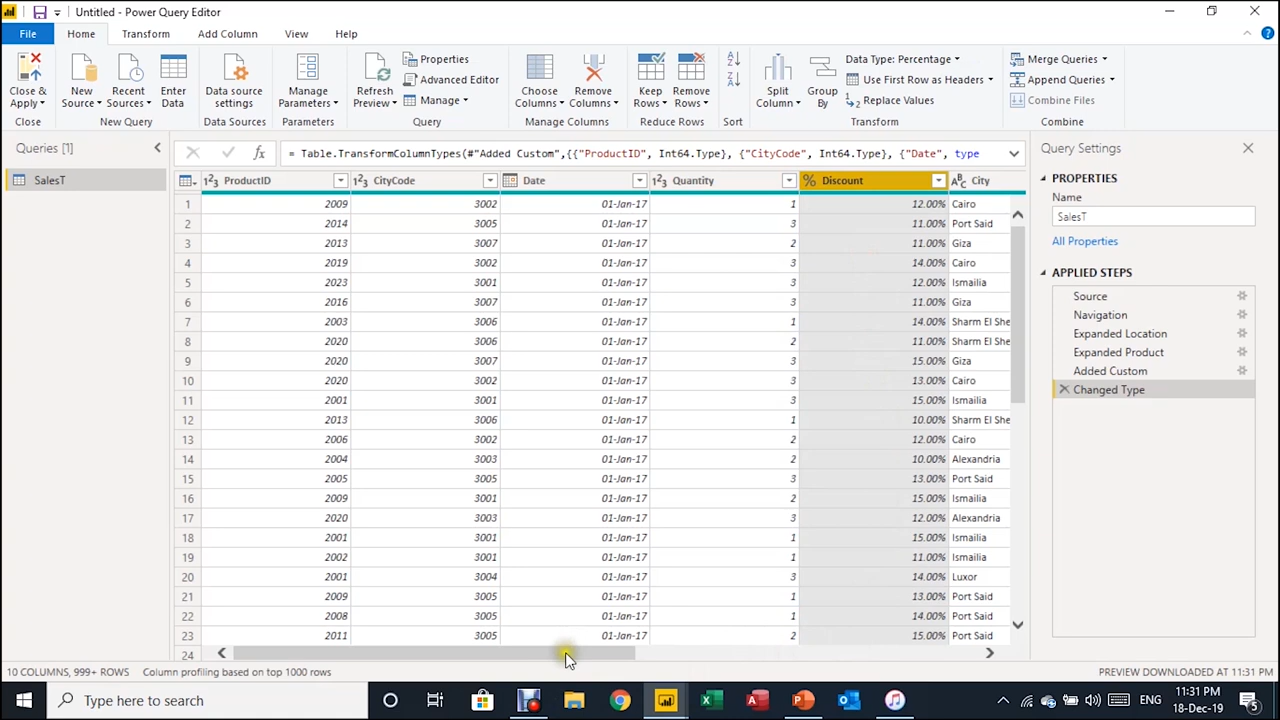 Untitled - Power Query Editor
File Home Transform Add Column View Help
Close & Apply
New Source
Recent Sources
Enter Data
Data source settings
Manage Parameters
Refresh Preview
Properties
Advanced Editor
Manage
Choose Columns
Remove Columns
Keep Rows
Remove Rows
Split Column
Group By
Data Type: Percentage
Use First Row as Headers
Replace Values
Merge Queries
Append Queries
Combine Files
Close New Query Data Sources Parameters Query Manage Columns Reduce Rows Sort Transform Combine
Queries [1]
SalesT
= Table.TransformColumnTypes(#"Added Custom",{{"ProductID", Int64.Type}, {"CityCode", Int64.Type}, {"Date", type
ProductID CityCode Date Quantity Discount City
1 2009 3002 01-Jan-17 1 12.00% Cairo
2 2014 3005 01-Jan-17 3 11.00% Port Said
3 2013 3007 01-Jan-17 2 11.00% Giza
4 2019 3002 01-Jan-17 3 14.00% Cairo
5 2023 3001 01-Jan-17 3 12.00% Ismailia
6 2016 3007 01-Jan-17 3 11.00% Giza
7 2003 3006 01-Jan-17 1 14.00% Sharm El She
8 2020 3006 01-Jan-17 2 11.00% Sharm El She
9 2020 3007 01-Jan-17 3 15.00% Giza
10 2020 3002 01-Jan-17 3 13.00% Cairo
11 2001 3001 01-Jan-17 3 15.00% Ismailia
12 2013 3006 01-Jan-17 1 10.00% Sharm El She
13 2006 3002 01-Jan-17 2 12.00% Cairo
14 2004 3003 01-Jan-17 2 10.00% Alexandria
15 2005 3005 01-Jan-17 3 13.00% Port Said
16 2009 3001 01-Jan-17 2 15.00% Ismailia
17 2020 3003 01-Jan-17 3 12.00% Alexandria
18 2001 3001 01-Jan-17 1 15.00% Ismailia
19 2002 3001 01-Jan-17 1 11.00% Ismailia
20 2001 3004 01-Jan-17 3 14.00% Luxor
21 2009 3005 01-Jan-17 1 13.00% Port Said
22 2008 3005 01-Jan-17 1 14.00% Port Said
23 2011 3005 01-Jan-17 2 15.00% Port Said
24
Query Settings
PROPERTIES
Name
SalesT
All Properties
APPLIED STEPS
Source
Navigation
Expanded Location
Expanded Product
Added Custom
Changed Type
10 COLUMNS, 999+ ROWS Column profiling based on top 1000 rows PREVIEW DOWNLOADED AT 11:31 PM
Type here to search
ENG
11:31 PM
18-Dec-19
5